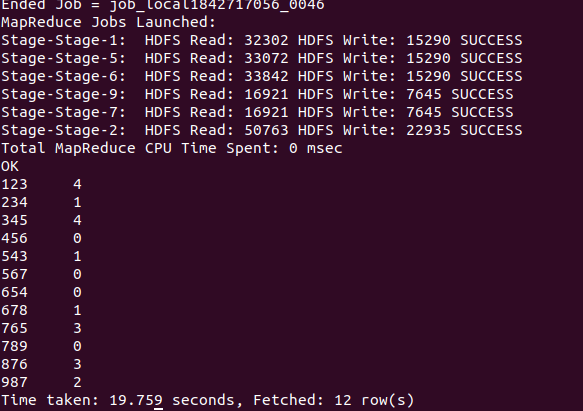 Ended Job = job_local1842717056_0046
MapReduce Jobs Launched:
Stage-Stage-1:  HDFS Read: 32302 HDFS Write: 15290 SUCCESS
Stage-Stage-5:  HDFS Read: 33072 HDFS Write: 15290 SUCCESS
Stage-Stage-6:  HDFS Read: 33842 HDFS Write: 15290 SUCCESS
Stage-Stage-9:  HDFS Read: 16921 HDFS Write: 7645 SUCCESS
Stage-Stage-7:  HDFS Read: 16921 HDFS Write: 7645 SUCCESS
Stage-Stage-2:  HDFS Read: 50763 HDFS Write: 22935 SUCCESS
Total MapReduce CPU Time Spent: 0 msec
OK
123     4
234     1
345     4
456     0
543     1
567     0
654     0
678     1
765     3
789     0
876     3
987     2
Time taken: 19.759 seconds, Fetched: 12 row(s)